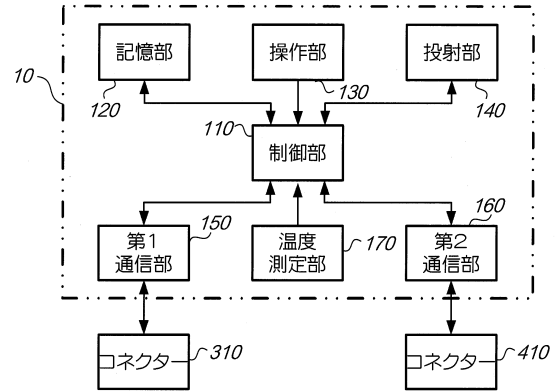 10
記憶部
120
操作部
130
投射部
140
110
制御部
第1
通信部
150
温度
測定部
170
第2
通信部
160
コネクター
310
コネクター
410